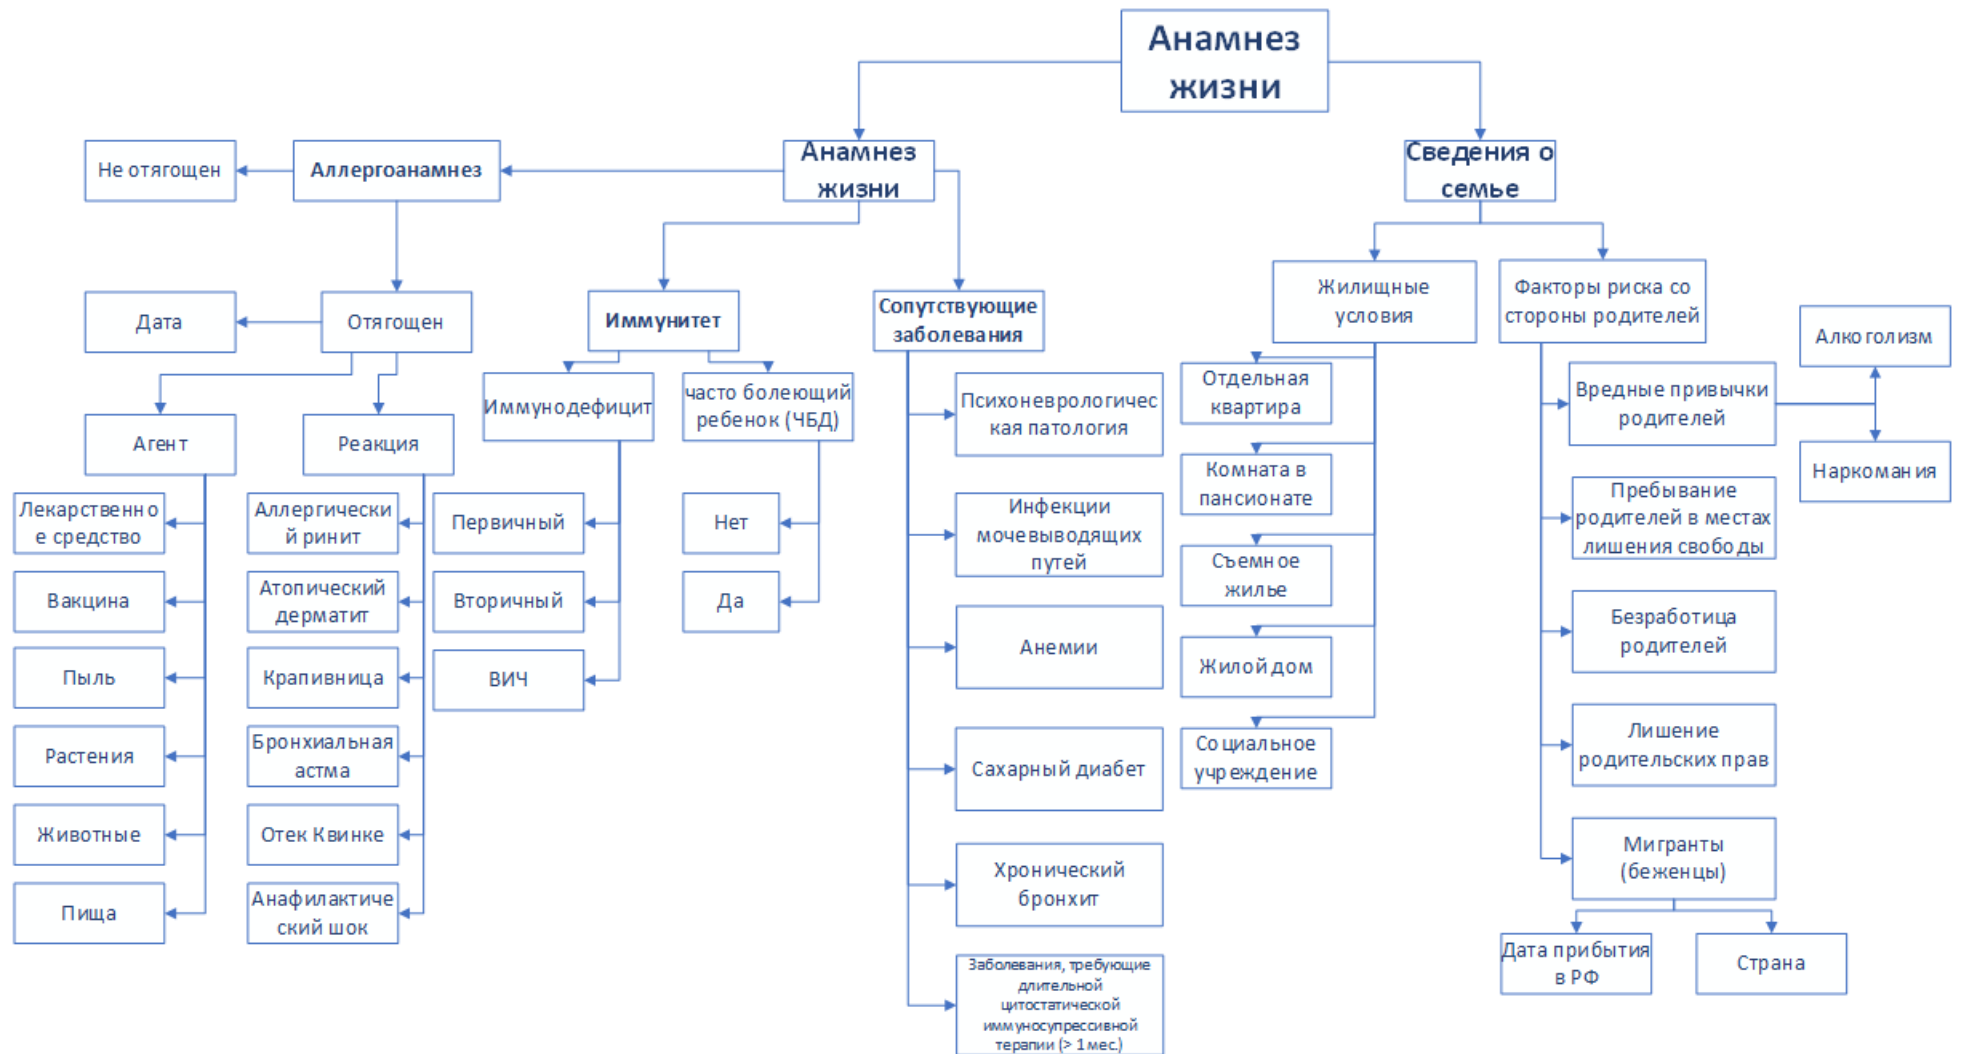 Анамнез
жизни
Анамнез
жизни
Сведения о
семье
Не отягощен
Аллергоанамнез
Дата
Отягощен
Иммунитет
Сопутствующие
заболевания
Жилищные
условия
Факторы риска со
стороны родителей
Алкоголизм
Наркомания
Агент
Реакция
Иммунодефицит
часто болеющий
ребенок (ЧБД)
Лекарственно
е средство
Вакцина
Пыль
Растения
Животные
Пища
Аллергически
й ринит
Атопический
дерматит
Крапивница
Бронхиальная
астма
Отек Квинке
Анафилактиче
ский шок
Первичный
Вторичный
ВИЧ
Нет
Да
Психоневрологичес
кая патология
Инфекции
мочевыводящих
путей
Анемии
Сахарный диабет
Хронический
бронхит
Заболевания, требующие
длительной
цитостатической
иммуносупрессивной
терапии (> 1 мес.)
Отдельная
квартира
Комната в
пансионате
Съемное
жилье
Жилой дом
Социальное
учреждение
Вредные привычки
родителей
Пребывание
родителей в местах
лишения свободы
Безработица
родителей
Лишение
родительских прав
Мигранты
(беженцы)
Дата прибытия
в РФ
Страна